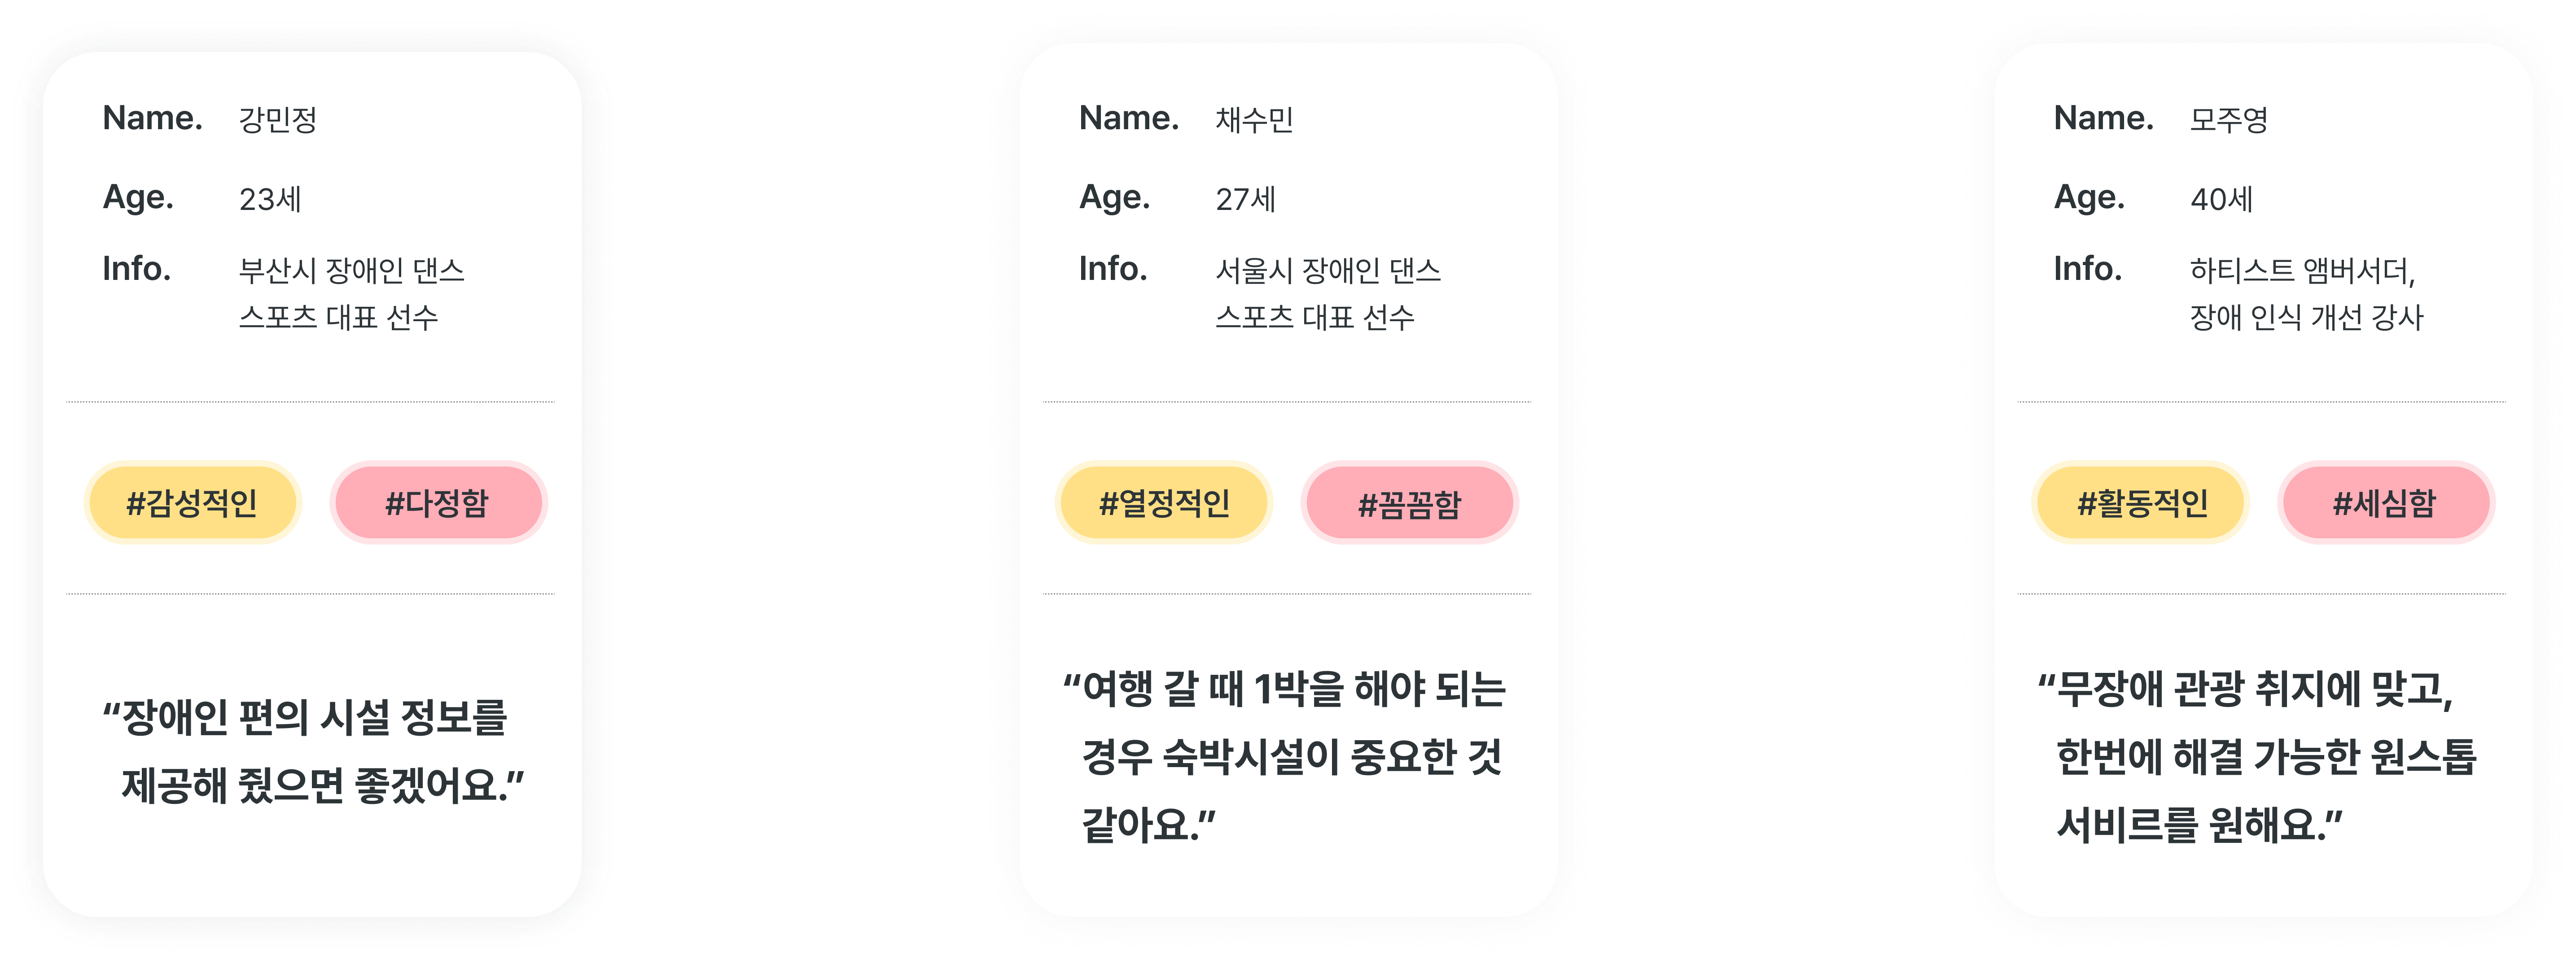 Name. 강민정
Age. 23세
Info. 부산시 장애인 댄스
스포츠 대표 선수
#감성적인 #다정함
“장애인 편의 시설 정보를
제공해 줬으면 좋겠어요.”
Name. 채수민
Age. 27세
Info. 서울시 장애인 댄스
스포츠 대표 선수
#열정적인 #꼼꼼함
“여행 갈 때 1박을 해야 되는
경우 숙박시설이 중요한 것
같아요.”
Name. 모주영
Age. 40세
Info. 하티스트 앰버서더,
장애 인식 개선 강사
#활동적인 #세심함
“무장애 관광 취지에 맞고,
한번에 해결 가능한 원스톱
서비르를 원해요.”